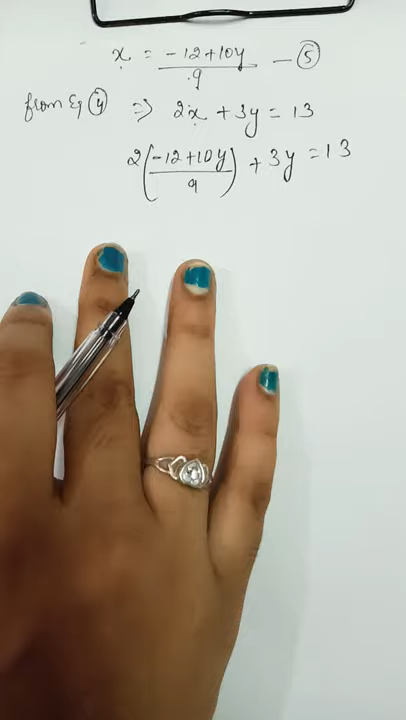 x = -12+10y/9 — ⑤
from Eq ④ ⇒ 2x + 3y = 13
2(-12+10y/9) + 3y = 13